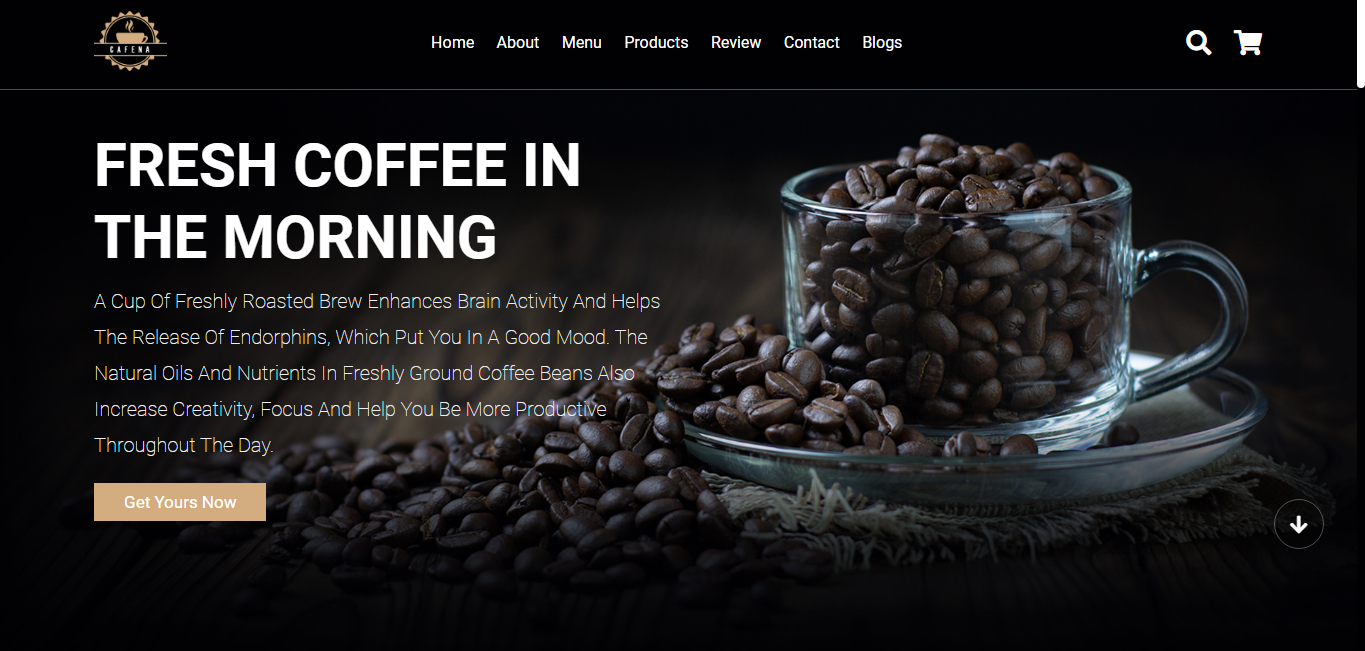 CAFENA
Home About Menu Products Review Contact Blogs
FRESH COFFEE IN
THE MORNING
A Cup Of Freshly Roasted Brew Enhances Brain Activity And Helps
The Release Of Endorphins, Which Put You In A Good Mood. The
Natural Oils And Nutrients In Freshly Ground Coffee Beans Also
Increase Creativity, Focus And Help You Be More Productive
Throughout The Day.
Get Yours Now